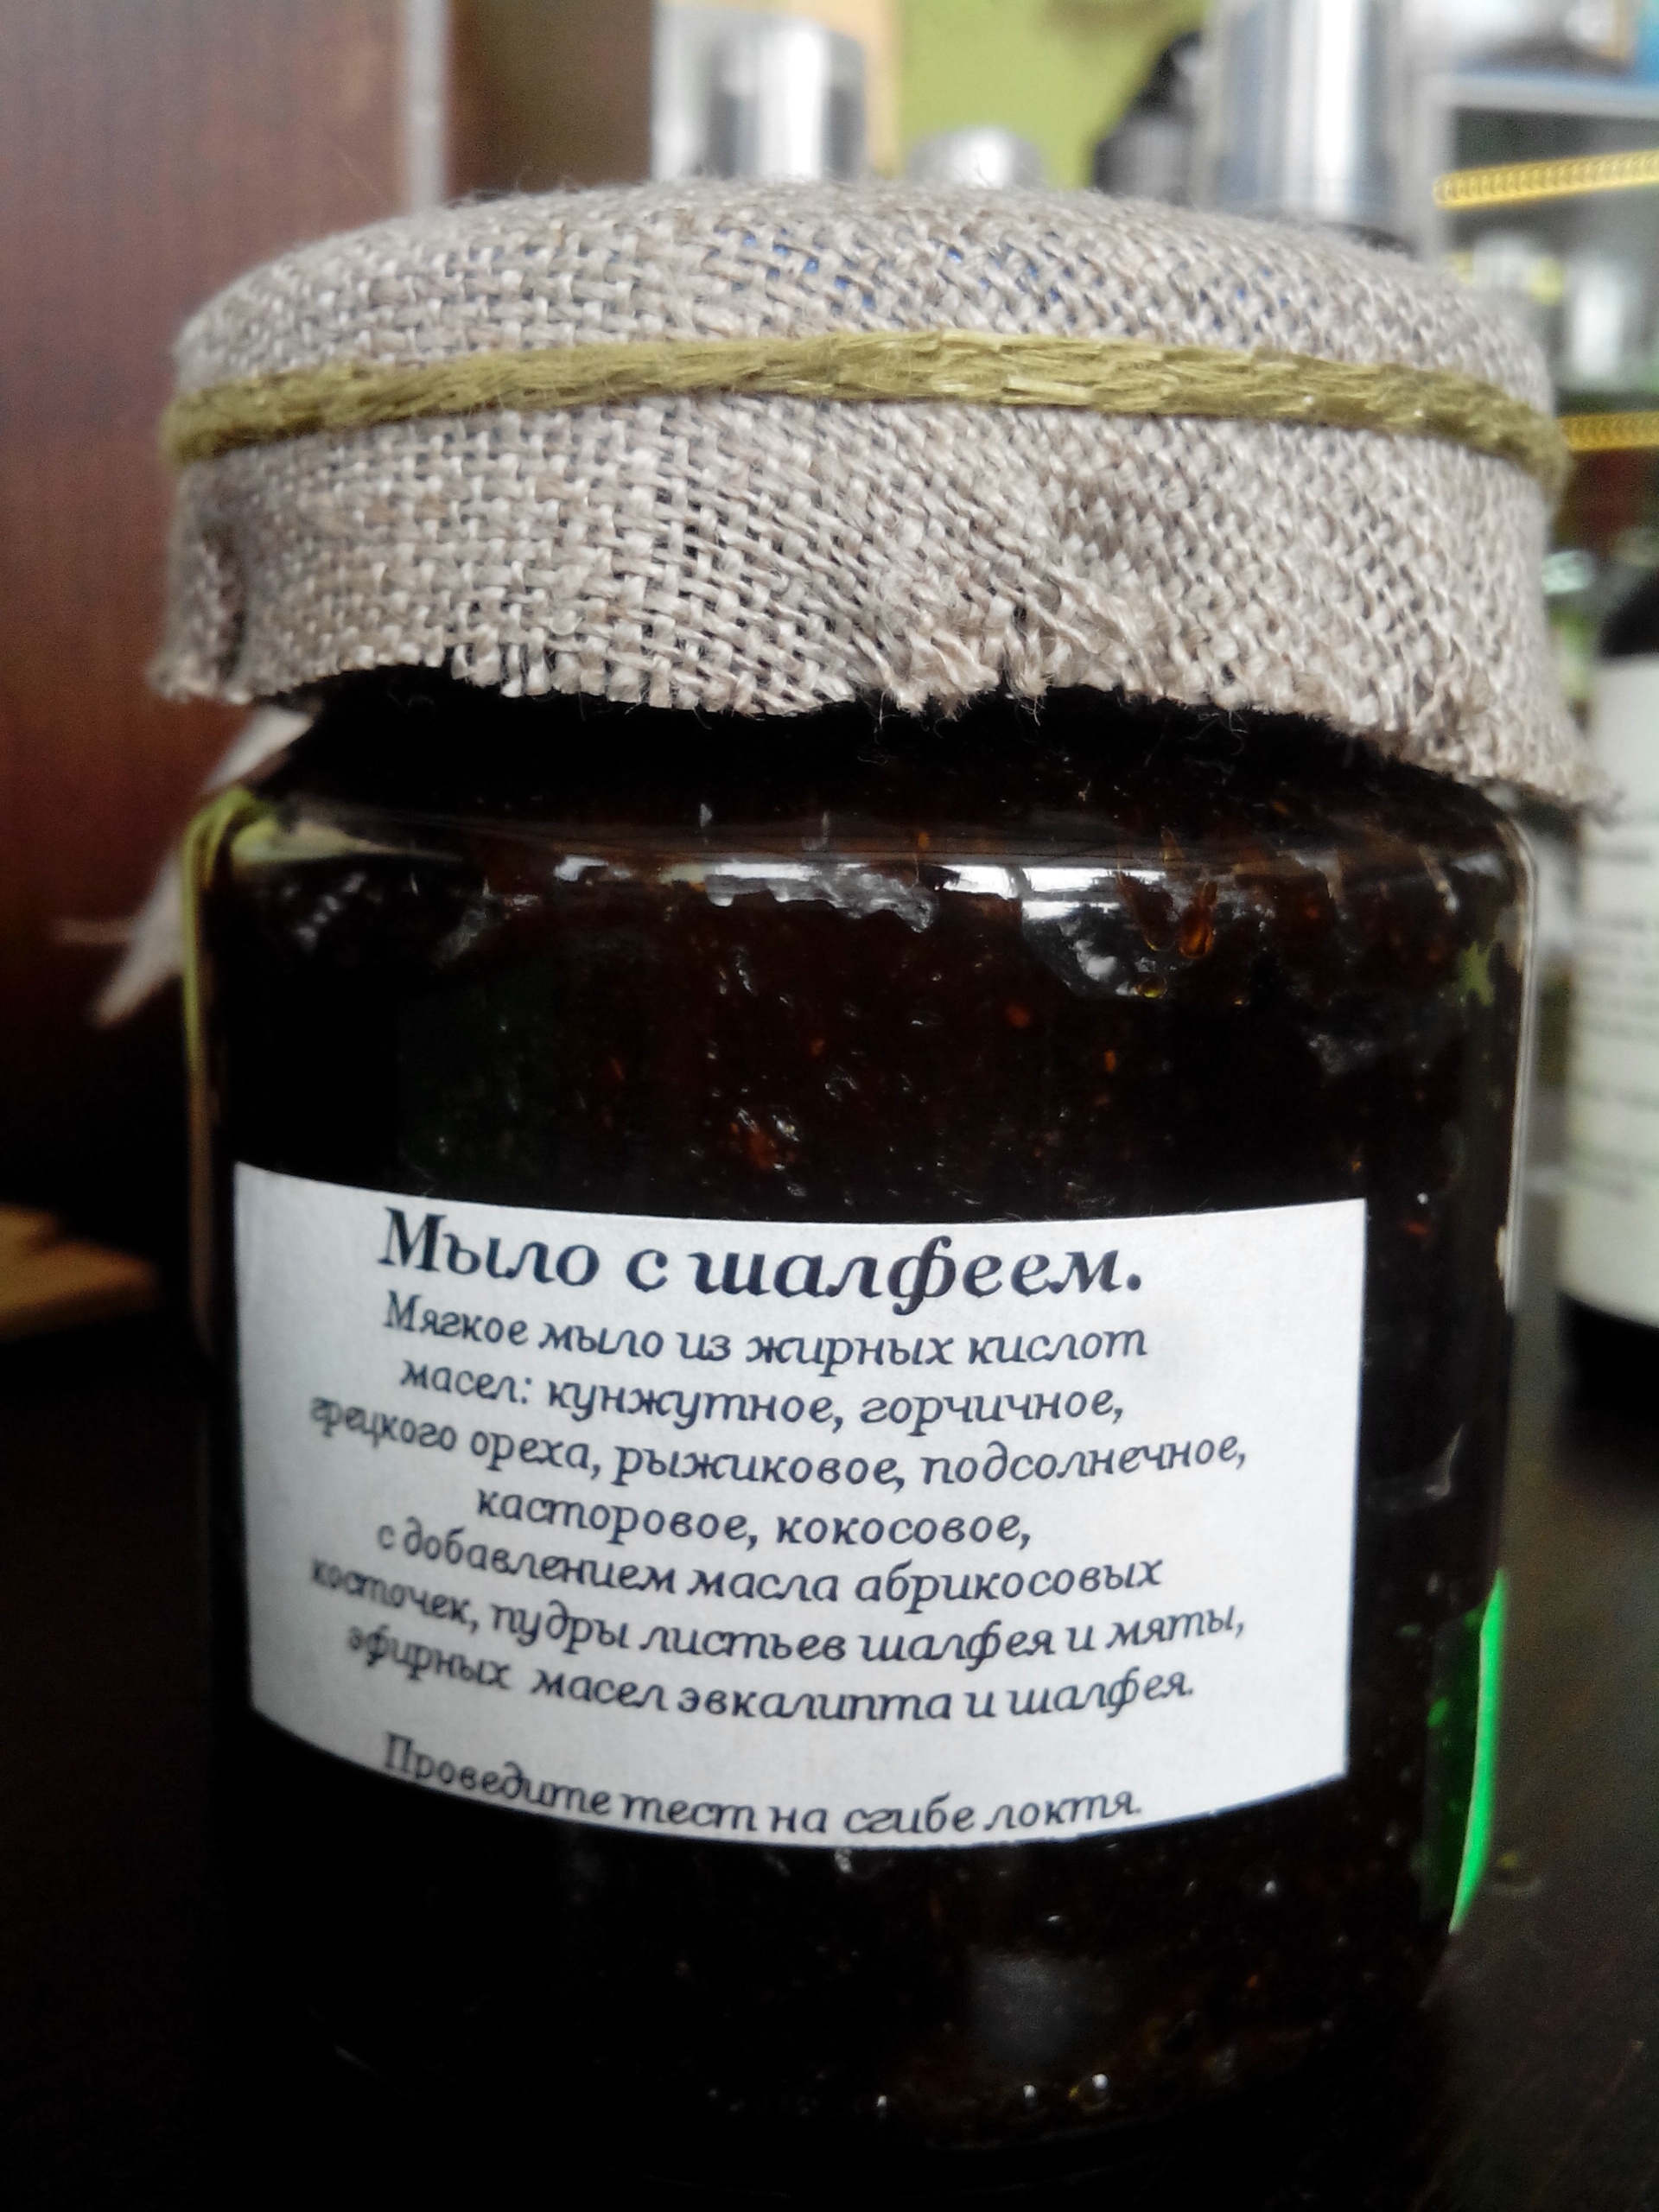 Мыло с шалфеем.
Мягкое мыло из жирных кислот
масел: кунжутное, горчичное,
грецкого ореха, рыжиковое, подсолнечное,
касторовое, кокосовое,
с добавлением масла абрикосовых
косточек, пудры листьев шалфея и мяты,
эфирных масел эвкалипта и шалфея.
Проведите тест на сгибе локтя.